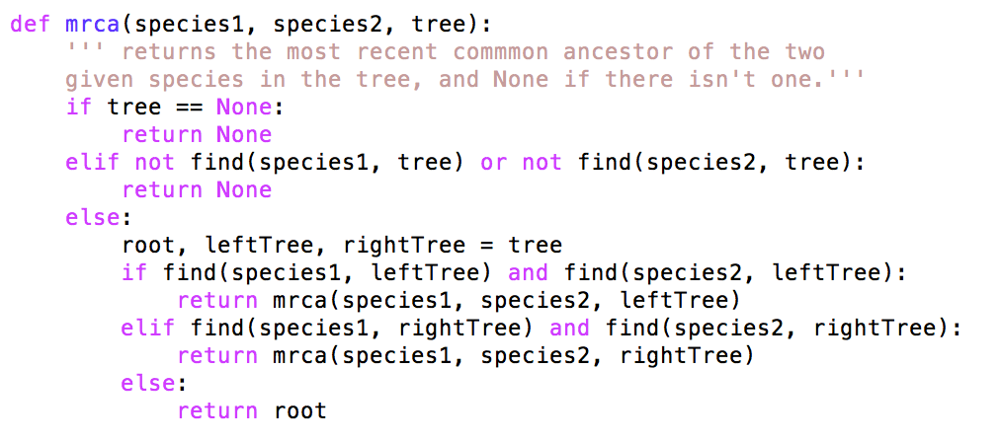 def mrca(species1, species2, tree):
    ''' returns the most recent commmon ancestor of the two
    given species in the tree, and None if there isn't one.'''
    if tree == None:
        return None
    elif not find(species1, tree) or not find(species2, tree):
        return None
    else:
        root, leftTree, rightTree = tree
        if find(species1, leftTree) and find(species2, leftTree):
            return mrca(species1, species2, leftTree)
        elif find(species1, rightTree) and find(species2, rightTree):
            return mrca(species1, species2, rightTree)
        else:
            return root